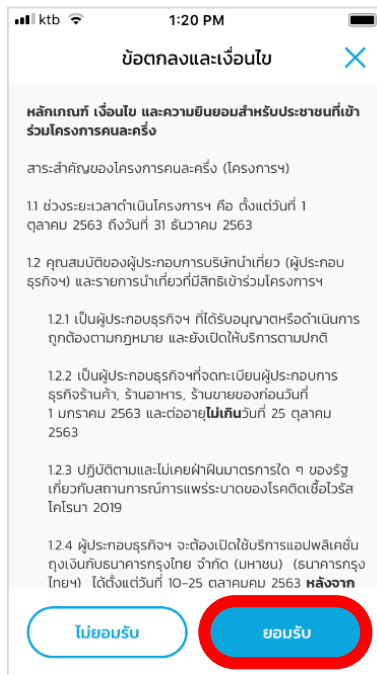 ktb 1:20 PM
ข้อตกลงและเงื่อนไข
หลักเกณฑ์ เงื่อนไข และความยินยอมสำหรับประชาชนที่เข้า
ร่วมโครงการคนละครึ่ง
สาระสำคัญของโครงการคนละครึ่ง (โครงการฯ)
1.1 ช่วงระยะเวลาดำเนินโครงการฯ คือ ตั้งแต่วันที่ 1
ตุลาคม 2563 ถึงวันที่ 31 ธันวาคม 2563
1.2 คุณสมบัติของผู้ประกอบการบริษัทนำเที่ยว (ผู้ประกอบ
ธุรกิจฯ) และรายการนำเที่ยวที่มีสิทธิเข้าร่วมโครงการฯ
1.2.1 เป็นผู้ประกอบธุรกิจฯ ที่ได้รับอนุญาตหรือดำเนินการ
ถูกต้องตามกฎหมาย และยังเปิดให้บริการตามปกติ
1.2.2 เป็นผู้ประกอบธุรกิจฯที่จดทะเบียนผู้ประกอบการ
ธุรกิจร้านค้า, ร้านอาหาร, ร้านขายของก่อนวันที่
1 มกราคม 2563 และต่ออายุไม่เกินวันที่ 25 ตุลาคม
2563
1.2.3 ปฏิบัติตามและไม่เคยฝ่าฝืนมาตรการใด ๆ ของรัฐ
เกี่ยวกับสถานการณ์การแพร่ระบาดของโรคติดเชื้อไวรัส
โคโรนา 2019
1.2.4 ผู้ประกอบธุรกิจฯ จะต้องเปิดใช้บริการแอปพลิเคชั่น
ถุงเงินกับธนาคารกรุงไทย จำกัด (มหาชน) (ธนาคารกรุง
ไทยฯ) ได้ตั้งแต่วันที่ 10-25 ตุลาคมคม 2563 หลังจาก
ไม่ยอมรับ ยอมรับ